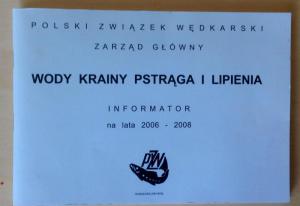 POLSKI ZWIĄZEK WĘDKARSKI
ZARZĄD GŁÓWNY
WODY KRAINY PSTRĄGA I LIPIENIA
INFORMATOR
na lata 2006 - 2008
PZW